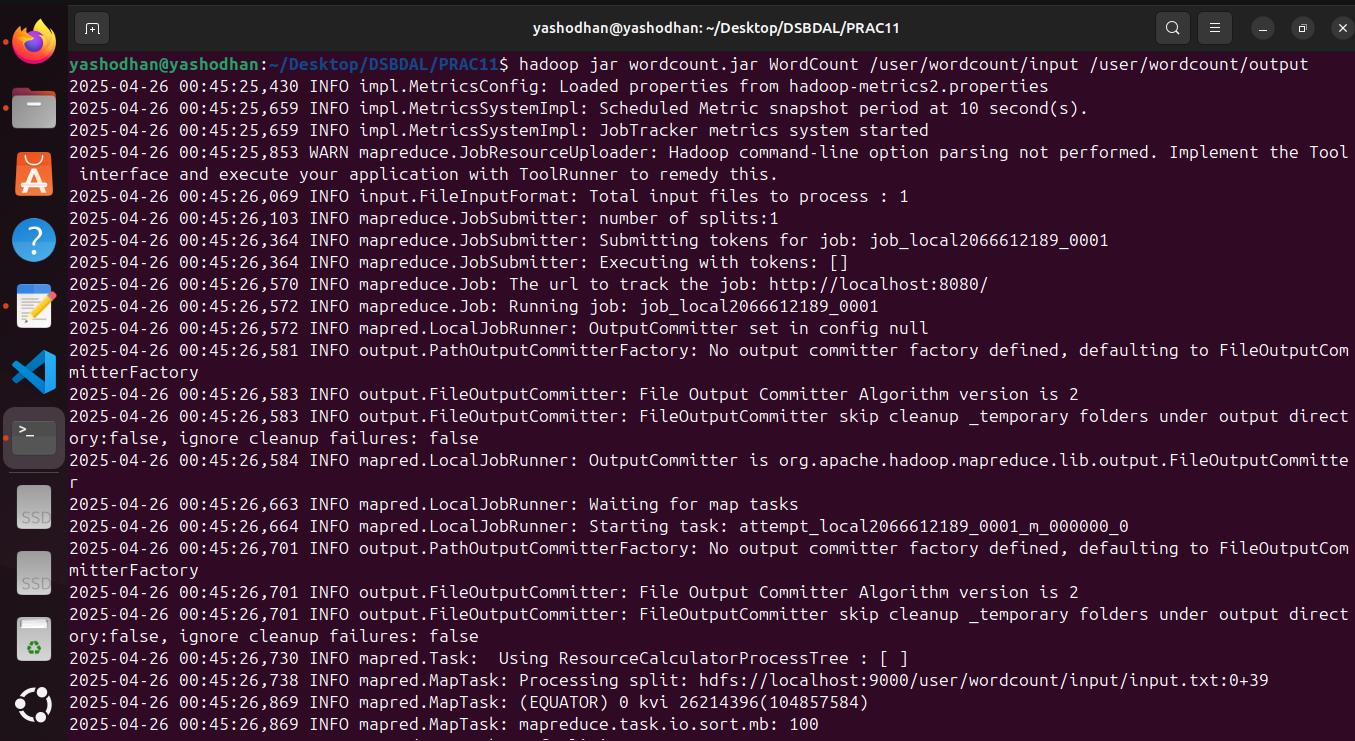 yashodhan@yashodhan: ~/Desktop/DSBDAL/PRAC11
yashodhan@yashodhan:~/Desktop/DSBDAL/PRAC11$ hadoop jar wordcount.jar WordCount /user/wordcount/input /user/wordcount/output
2025-04-26 00:45:25,430 INFO impl.MetricsConfig: Loaded properties from hadoop-metrics2.properties
2025-04-26 00:45:25,659 INFO impl.MetricsSystemImpl: Scheduled Metric snapshot period at 10 second(s).
2025-04-26 00:45:25,659 INFO impl.MetricsSystemImpl: JobTracker metrics system started
2025-04-26 00:45:25,853 WARN mapreduce.JobResourceUploader: Hadoop command-line option parsing not performed. Implement the Tool
 interface and execute your application with ToolRunner to remedy this.
2025-04-26 00:45:26,069 INFO input.FileInputFormat: Total input files to process : 1
2025-04-26 00:45:26,103 INFO mapreduce.JobSubmitter: number of splits:1
2025-04-26 00:45:26,364 INFO mapreduce.JobSubmitter: Submitting tokens for job: job_local2066612189_0001
2025-04-26 00:45:26,364 INFO mapreduce.JobSubmitter: Executing with tokens: []
2025-04-26 00:45:26,570 INFO mapreduce.Job: The url to track the job: http://localhost:8080/
2025-04-26 00:45:26,572 INFO mapreduce.Job: Running job: job_local2066612189_0001
2025-04-26 00:45:26,572 INFO mapred.LocalJobRunner: OutputCommitter set in config null
2025-04-26 00:45:26,581 INFO output.PathOutputCommitterFactory: No output committer factory defined, defaulting to FileOutputCom
mitterFactory
2025-04-26 00:45:26,583 INFO output.FileOutputCommitter: File Output Committer Algorithm version is 2
2025-04-26 00:45:26,583 INFO output.FileOutputCommitter: FileOutputCommitter skip cleanup _temporary folders under output direct
ory:false, ignore cleanup failures: false
2025-04-26 00:45:26,584 INFO mapred.LocalJobRunner: OutputCommitter is org.apache.hadoop.mapreduce.lib.output.FileOutputCommitte
r
2025-04-26 00:45:26,663 INFO mapred.LocalJobRunner: Waiting for map tasks
2025-04-26 00:45:26,664 INFO mapred.LocalJobRunner: Starting task: attempt_local2066612189_0001_m_000000_0
2025-04-26 00:45:26,701 INFO output.PathOutputCommitterFactory: No output committer factory defined, defaulting to FileOutputCom
mitterFactory
2025-04-26 00:45:26,701 INFO output.FileOutputCommitter: File Output Committer Algorithm version is 2
2025-04-26 00:45:26,701 INFO output.FileOutputCommitter: FileOutputCommitter skip cleanup _temporary folders under output direct
ory:false, ignore cleanup failures: false
2025-04-26 00:45:26,730 INFO mapred.Task:  Using ResourceCalculatorProcessTree : [ ]
2025-04-26 00:45:26,738 INFO mapred.MapTask: Processing split: hdfs://localhost:9000/user/wordcount/input/input.txt:0+39
2025-04-26 00:45:26,869 INFO mapred.MapTask: (EQUATOR) 0 kvi 26214396(104857584)
2025-04-26 00:45:26,869 INFO mapred.MapTask: mapreduce.task.io.sort.mb: 100
SSD
SSD